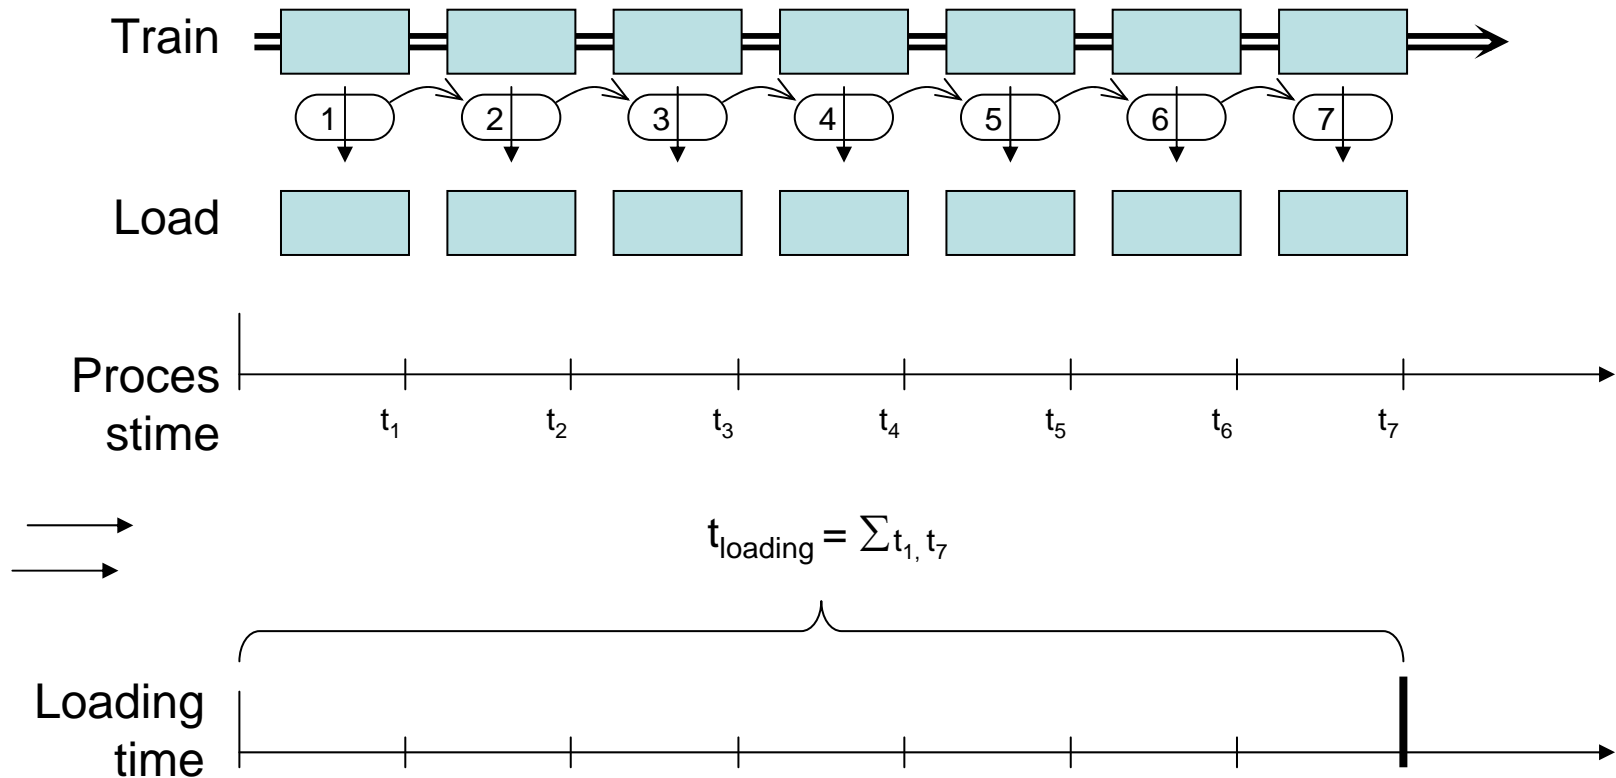 Train
1 2 3 4 5 6 7
Load
Proces
stime
t₁ t₂ t₃ t₄ t₅ t₆ t₇
t_loading = ∑t₁, t₇
Loading
time